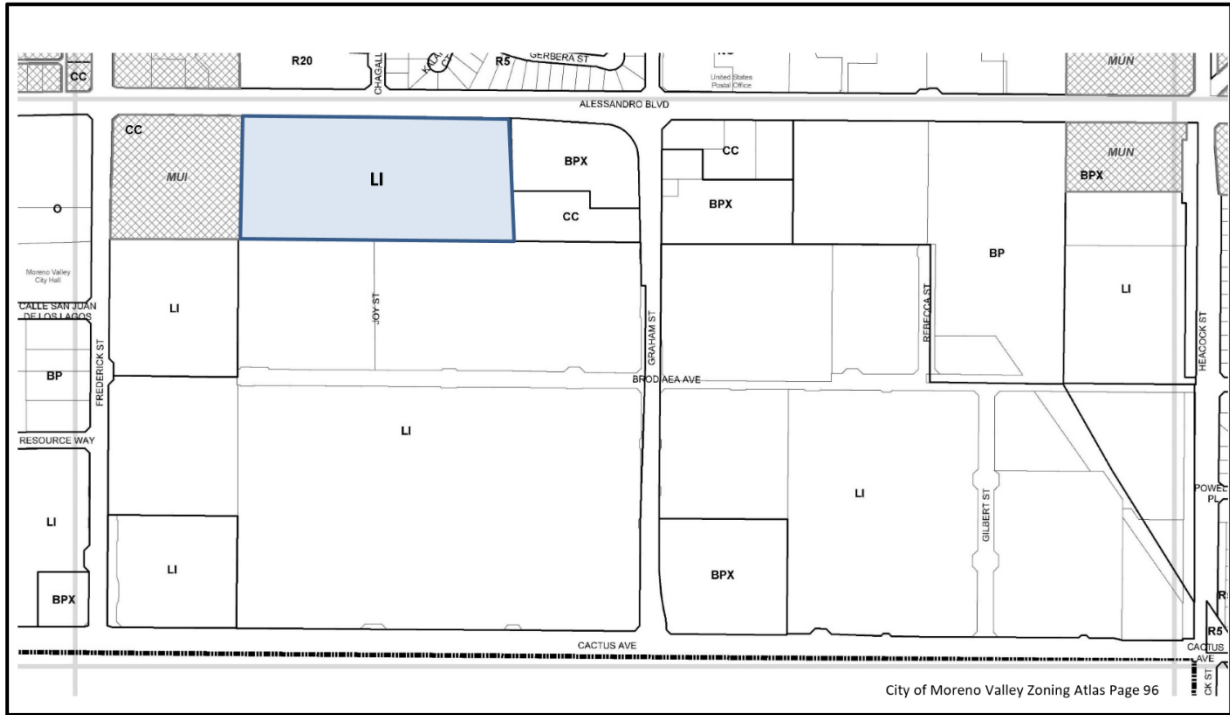 GERBERA ST
R20
R5
CHAGALL
CC
United States
Postal Office
MUN
ALESSANDRO BLVD
CC
MUI
LI
BPX
CC
CC
BPX
MUN
BPX
O
Moreno Valley
City Hall
CALLE SAN JUAN
DE LOS LAGOS
LI
JOY ST
GRAHAM ST
REBECCA ST
BP
LI
HEACOCK ST
BP
FREDERICK ST
BRODIAEA AVE
RESOURCE WAY
LI
LI
LI
GILBERT ST
POWEL
PL
LI
BPX
BPX
R5
CACTUS AVE
CACTUS
AVE
CK ST
City of Moreno Valley Zoning Atlas Page 96